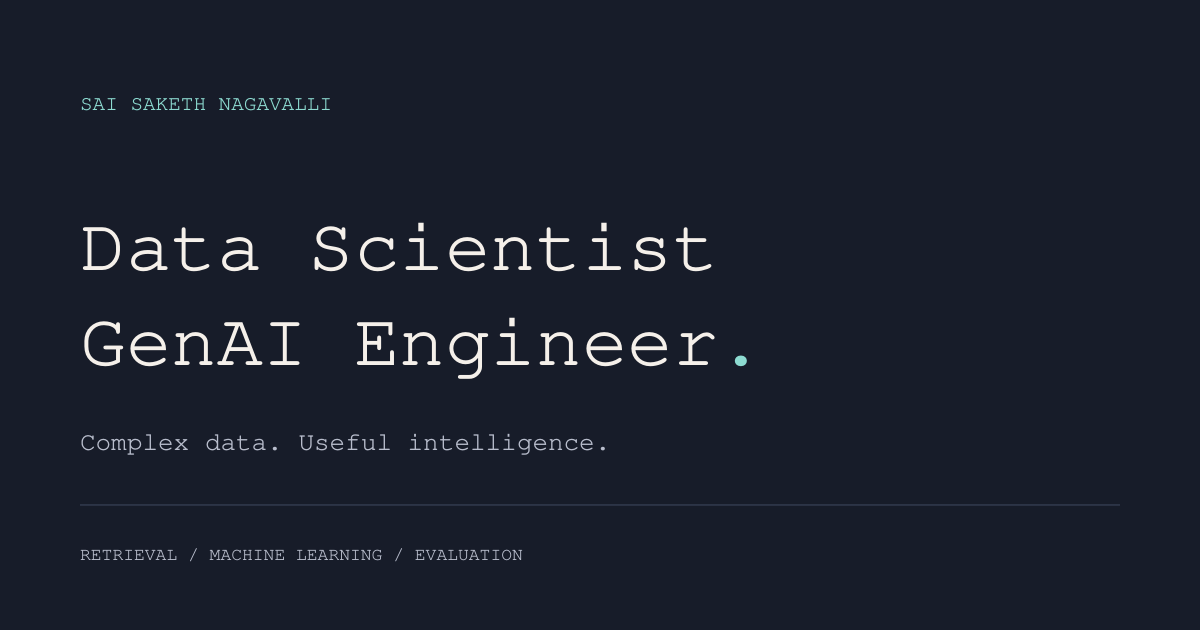 SAI SAKETH NAGAVALLI
Data Scientist
GenAI Engineer.
Complex data. Useful intelligence.
RETRIEVAL / MACHINE LEARNING / EVALUATION